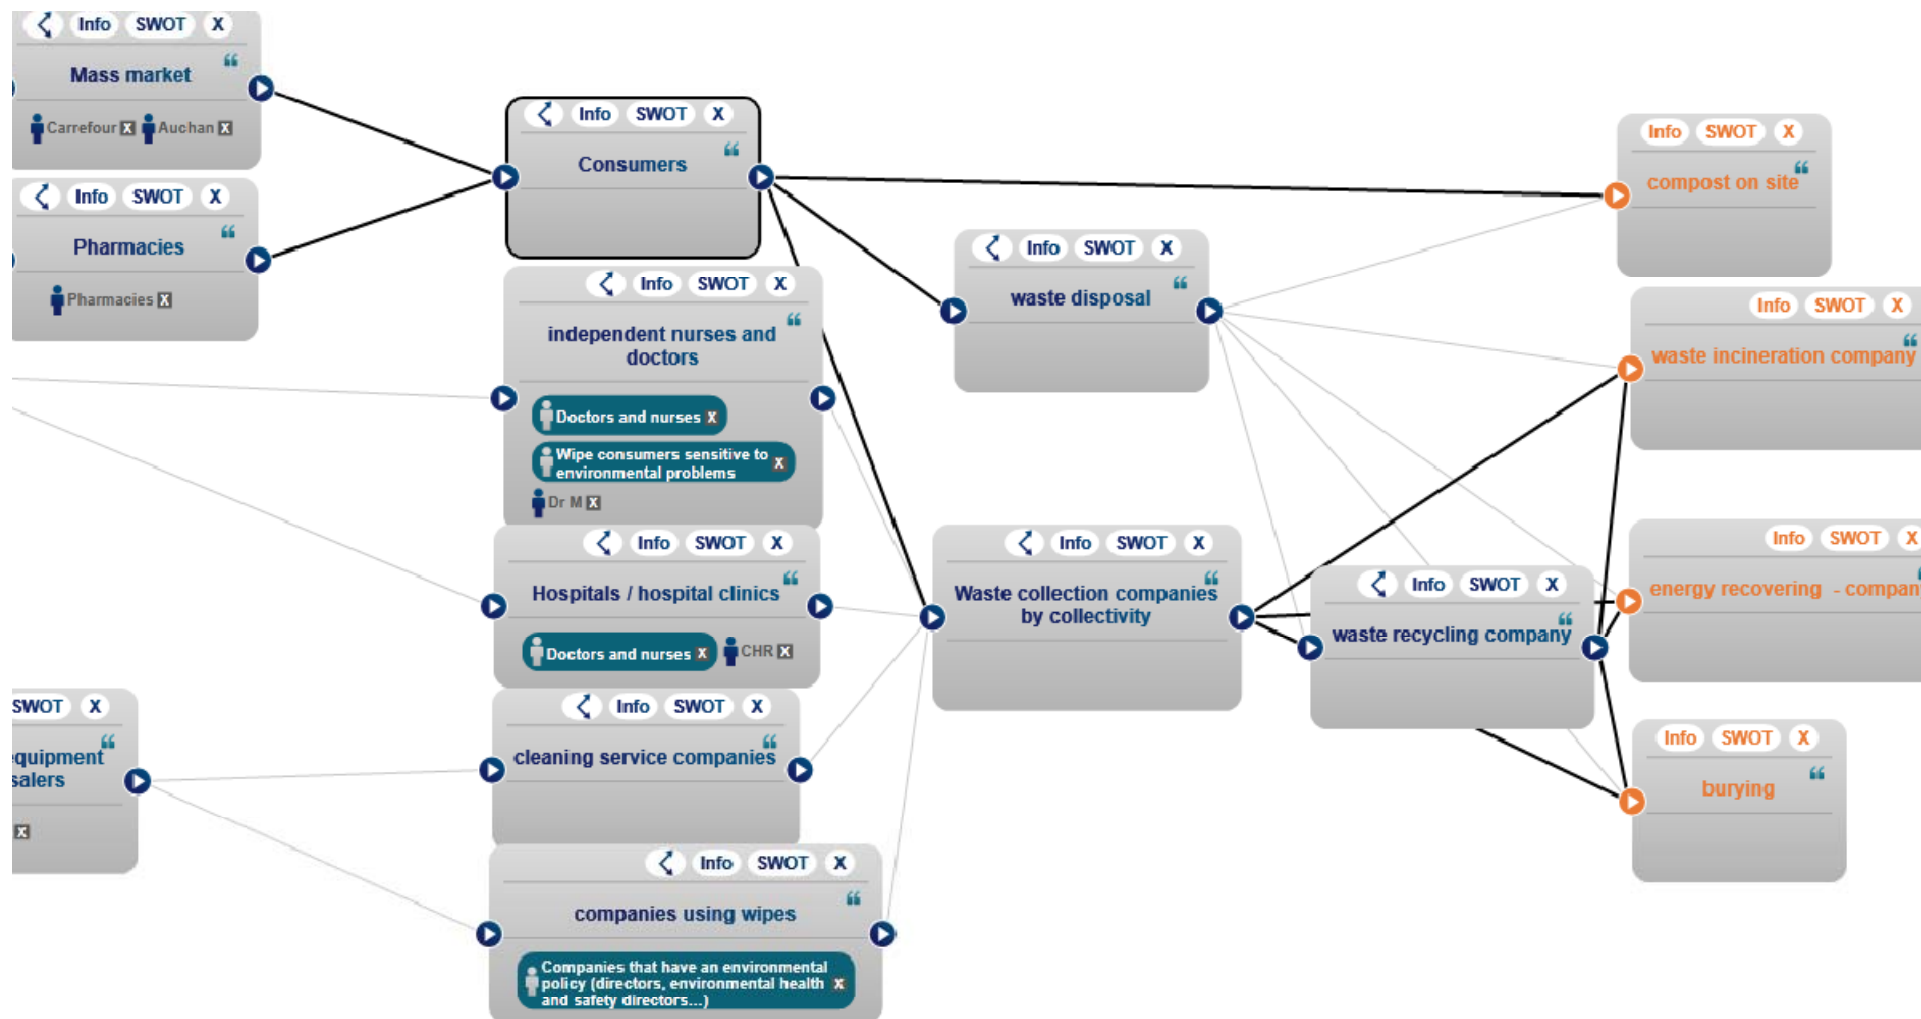 Info SWOT X
Mass market
Carrefour X Auchan X
Info SWOT X
Pharmacies
Pharmacies X
SWOT X
equipment
salers
X
Info SWOT X
Consumers
Info SWOT X
independent nurses and
doctors
Doctors and nurses X
Wipe consumers sensitive to
environmental problems X
Dr M X
Info SWOT X
Hospitals / hospital clinics
Doctors and nurses X CHR X
Info SWOT X
cleaning service companies
Info SWOT X
companies using wipes
Companies that have an environmental
policy (directors, environmental health X
and safety directors...)
Info SWOT X
waste disposal
Info SWOT X
Waste collection companies
by collectivity
Info SWOT X
waste recycling company
Info SWOT X
compost on site
Info SWOT X
waste incineration company
Info SWOT X
energy recovering - compan
Info SWOT X
burying